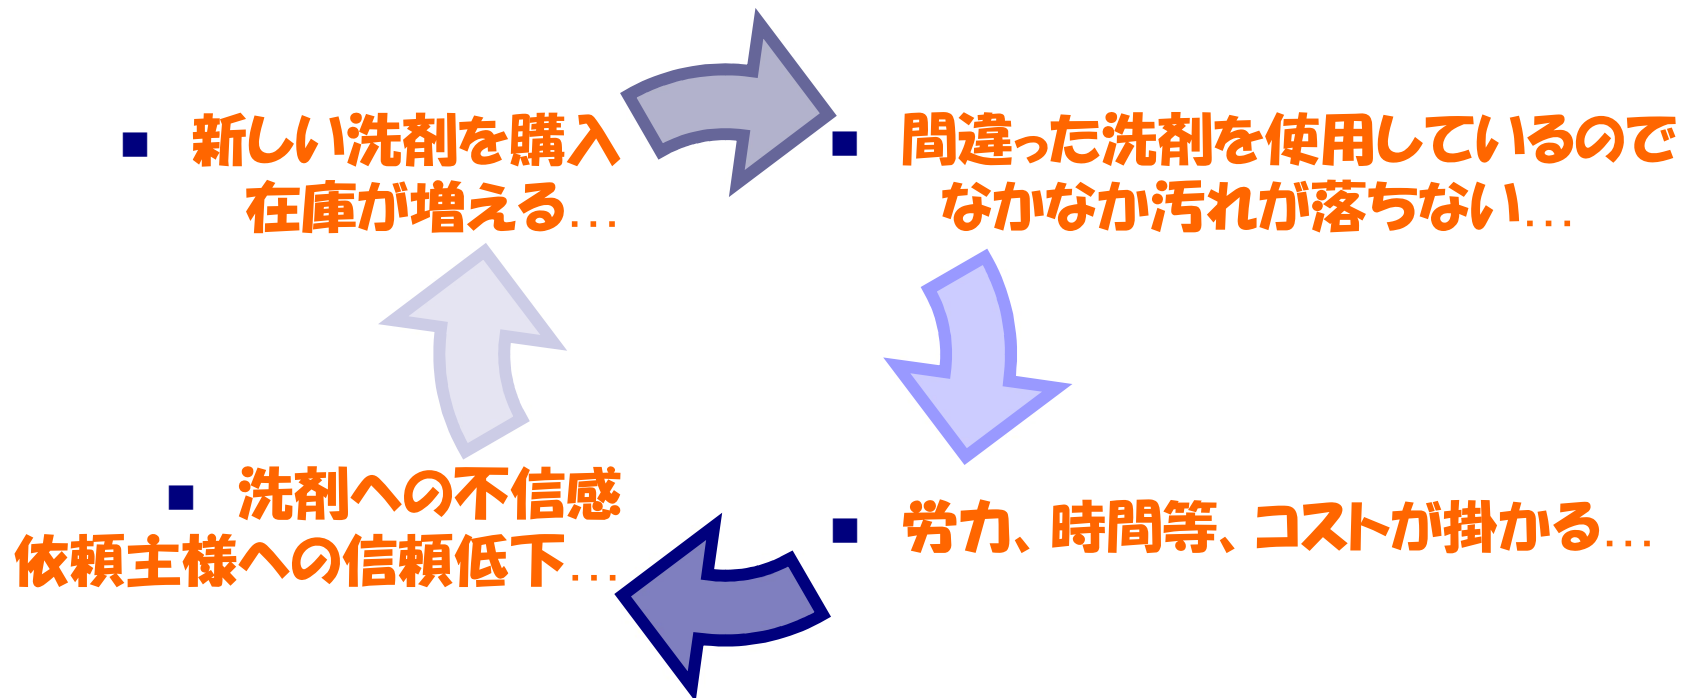 ■ 新しい洗剤を購入
在庫が増える…
■ 間違った洗剤を使用しているので
なかなか汚れが落ちない…
■ 洗剤への不信感
依頼主様への信頼低下…
■ 労力、時間等、コストが掛かる…